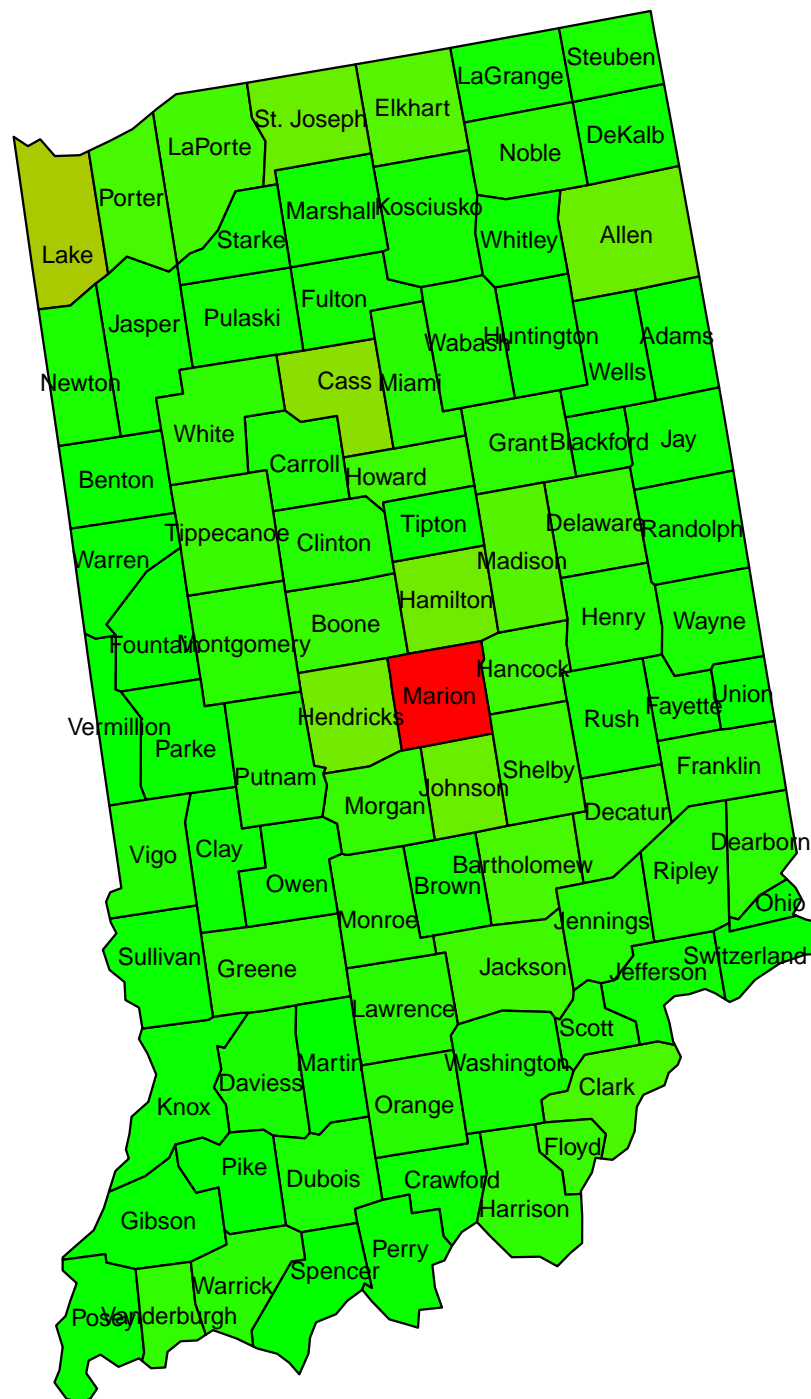 Steuben
LaGrange
Elkhart
St. Joseph
DeKalb
LaPorte
Noble
Porter
Kosciusko
Marshall
Allen
Starke
Whitley
Lake
Fulton
Adams
Pulaski
Jasper
Huntington
Wabash
Wells
Cass
Miami
Newton
White
Grant
Blackford
Jay
Carroll
Howard
Benton
Tipton
Delaware
Randolph
Tippecanoe
Clinton
Madison
Warren
Hamilton
Henry
Wayne
Boone
Fountain
Montgomery
Hancock
Marion
Union
Fayette
Hendricks
Rush
Vermillion
Parke
Shelby
Franklin
Putnam
Johnson
Morgan
Decatur
Dearborn
Clay
Vigo
Bartholomew
Ripley
Owen
Brown
Ohio
Monroe
Jennings
Sullivan
Switzerland
Greene
Jackson
Jefferson
Lawrence
Scott
Martin
Washington
Daviess
Clark
Knox
Orange
Floyd
Pike
Dubois
Crawford
Harrison
Gibson
Perry
Spencer
Warrick
Posey
Vanderburgh